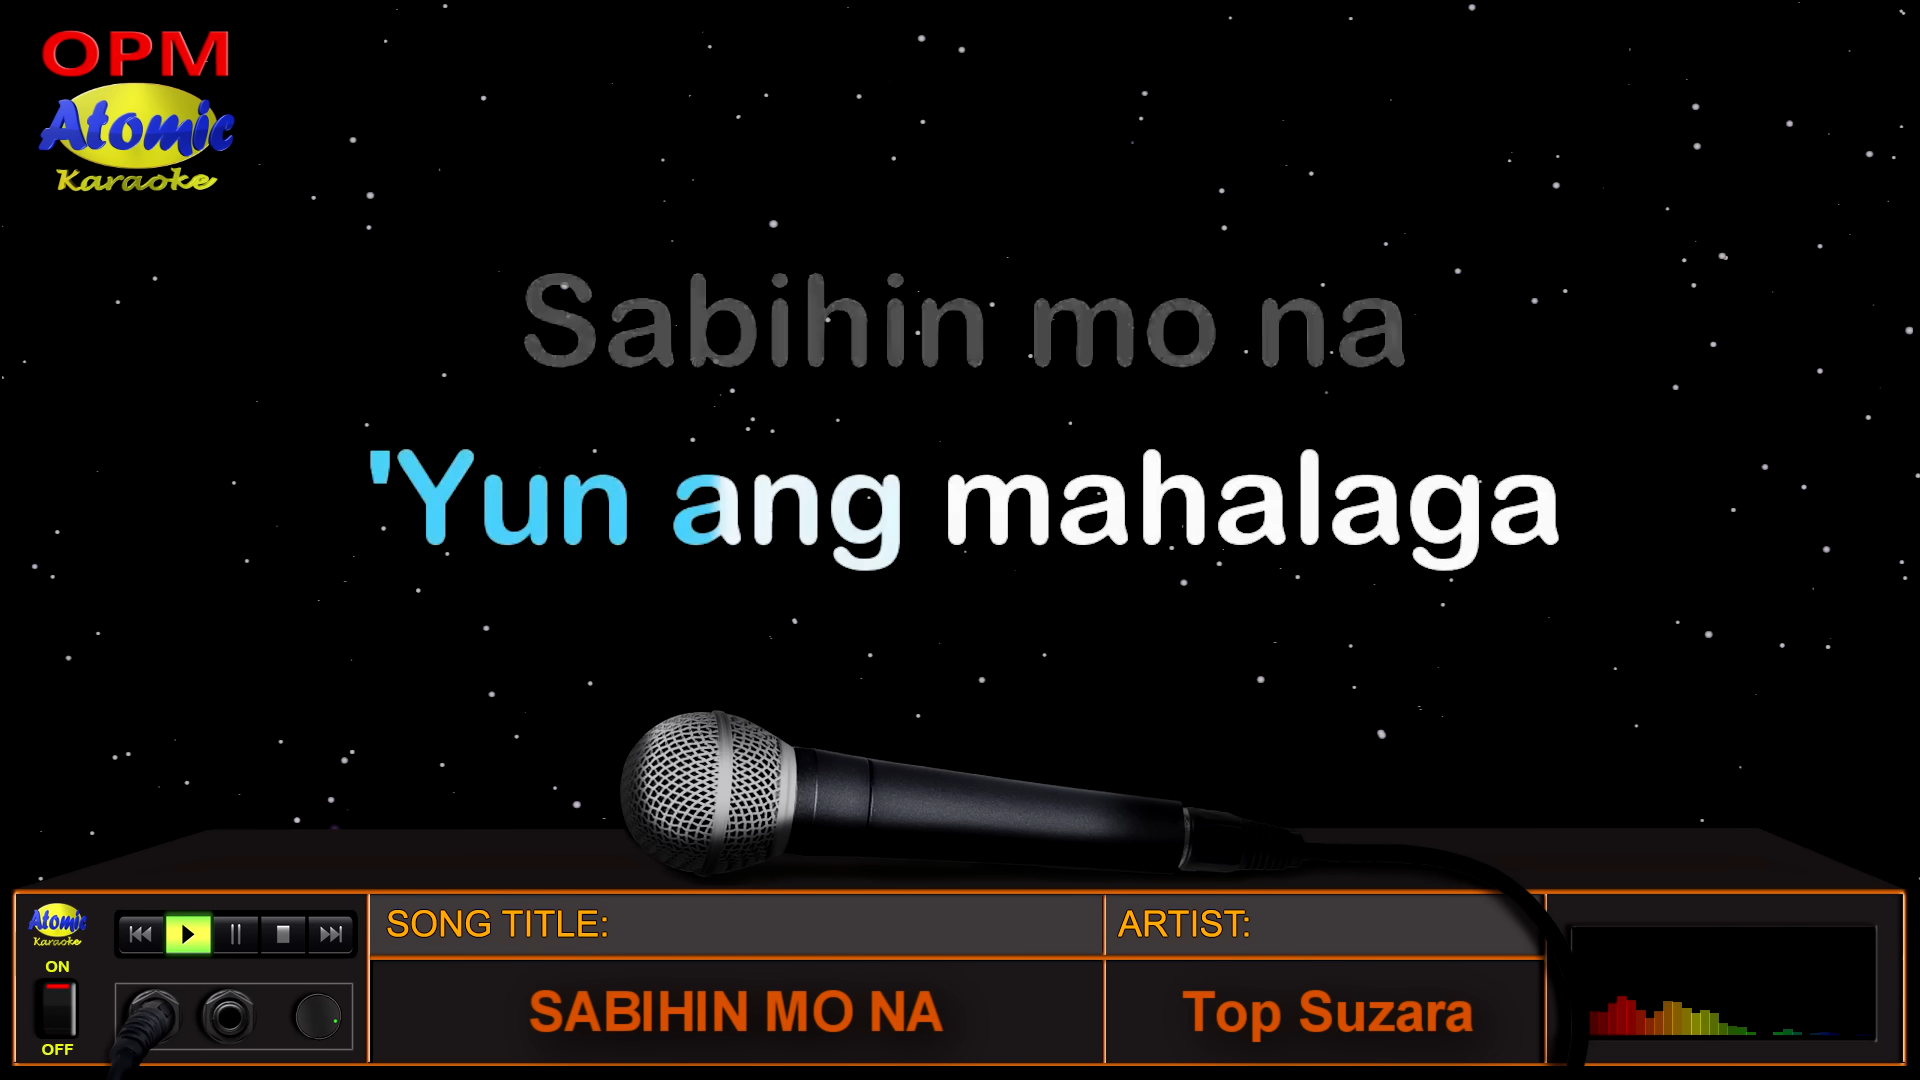 OPM
Atomic
Karaoke
Sabihin mo na
'Yun ang mahalaga
Atomic
Karaoke
ON
OFF
SONG TITLE:
ARTIST:
SABIHIN MO NA
Top Suzara